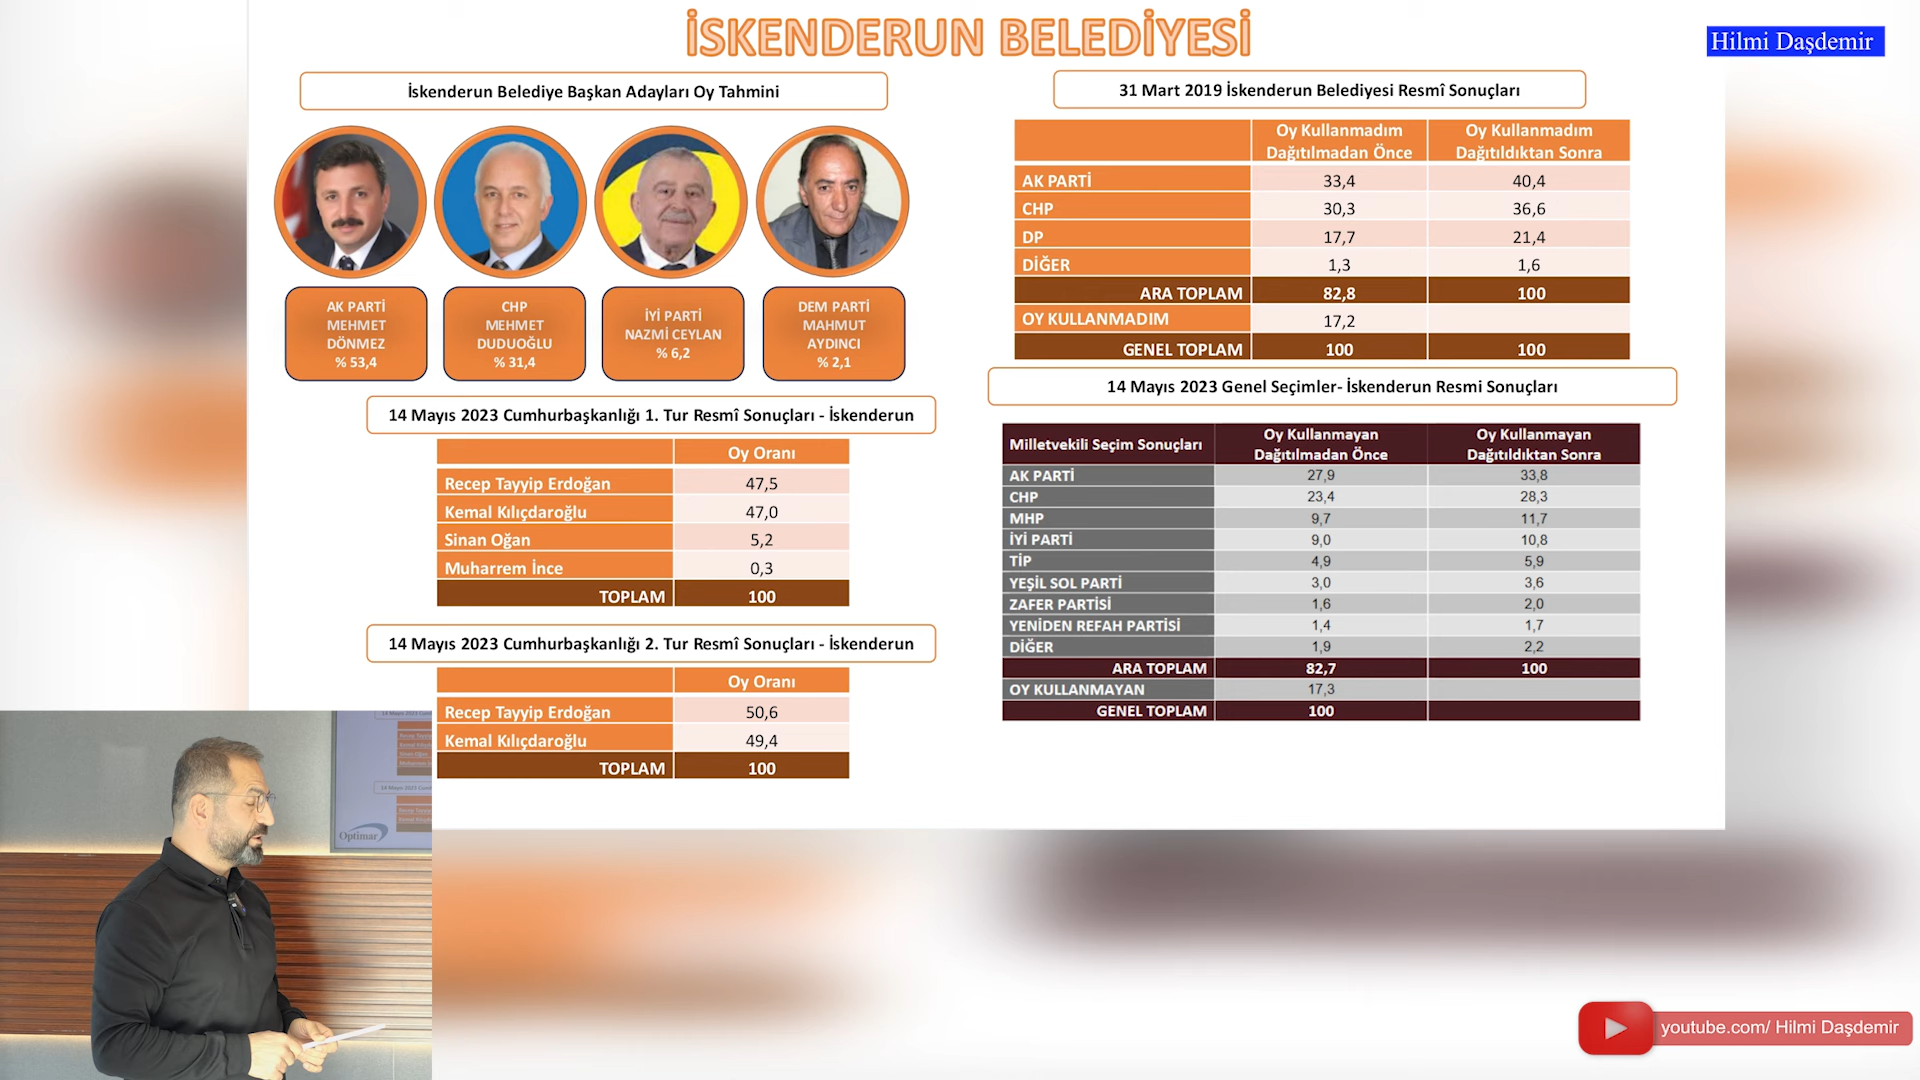 İSKENDERUN BELEDİYESİ
Hilmi Daşdemir
İskenderun Belediye Başkan Adayları Oy Tahmini
AK PARTİ
MEHMET
DÖNMEZ
% 53,4
CHP
MEHMET
DUDUOĞLU
% 31,4
İYİ PARTİ
NAZMİ CEYLAN
% 6,2
DEM PARTİ
MAHMUT
AYDINCI
% 2,1
14 Mayıs 2023 Cumhurbaşkanlığı 1. Tur Resmî Sonuçları - İskenderun
Oy Oranı
Recep Tayyip Erdoğan 47,5
Kemal Kılıçdaroğlu 47,0
Sinan Oğan 5,2
Muharrem İnce 0,3
TOPLAM 100
14 Mayıs 2023 Cumhurbaşkanlığı 2. Tur Resmî Sonuçları - İskenderun
Oy Oranı
Recep Tayyip Erdoğan 50,6
Kemal Kılıçdaroğlu 49,4
TOPLAM 100
31 Mart 2019 İskenderun Belediyesi Resmî Sonuçları
Oy Kullanmadım Dağıtılmadan Önce Oy Kullanmadım Dağıtıldıktan Sonra
AK PARTİ 33,4 40,4
CHP 30,3 36,6
DP 17,7 21,4
DİĞER 1,3 1,6
ARA TOPLAM 82,8 100
OY KULLANMADIM 17,2
GENEL TOPLAM 100 100
14 Mayıs 2023 Genel Seçimler- İskenderun Resmi Sonuçları
Milletvekili Seçim Sonuçları Oy Kullanmayan Dağıtılmadan Önce Oy Kullanmayan Dağıtıldıktan Sonra
AK PARTİ 27,9 33,8
CHP 23,4 28,3
MHP 9,7 11,7
İYİ PARTİ 9,0 10,8
TİP 4,9 5,9
YEŞİL SOL PARTİ 3,0 3,6
ZAFER PARTİSİ 1,6 2,0
YENİDEN REFAH PARTİSİ 1,4 1,7
DİĞER 1,9 2,2
ARA TOPLAM 82,7 100
OY KULLANMAYAN 17,3
GENEL TOPLAM 100
Optimar
youtube.com/ Hilmi Daşdemir